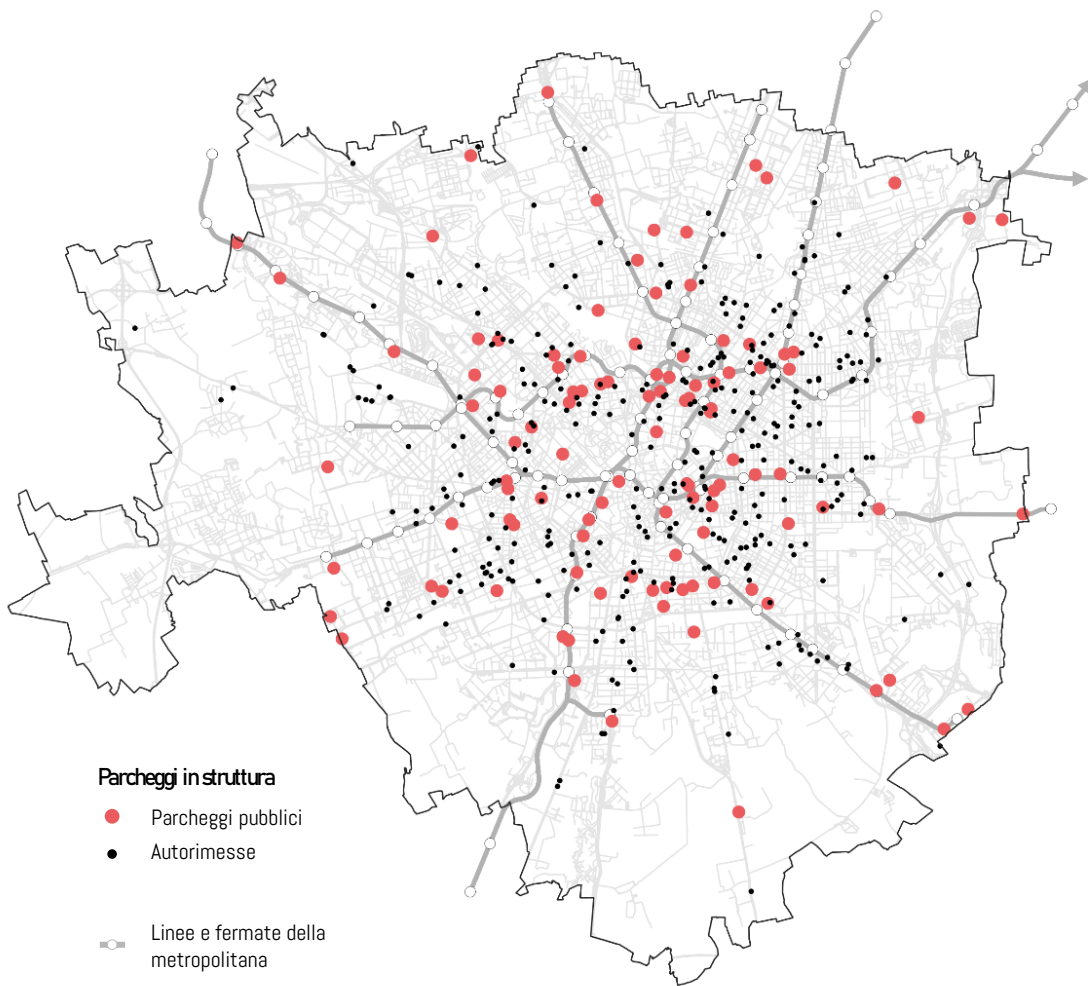 Parcheggi in struttura
Parcheggi pubblici
Autorimesse
Linee e fermate della
metropolitana